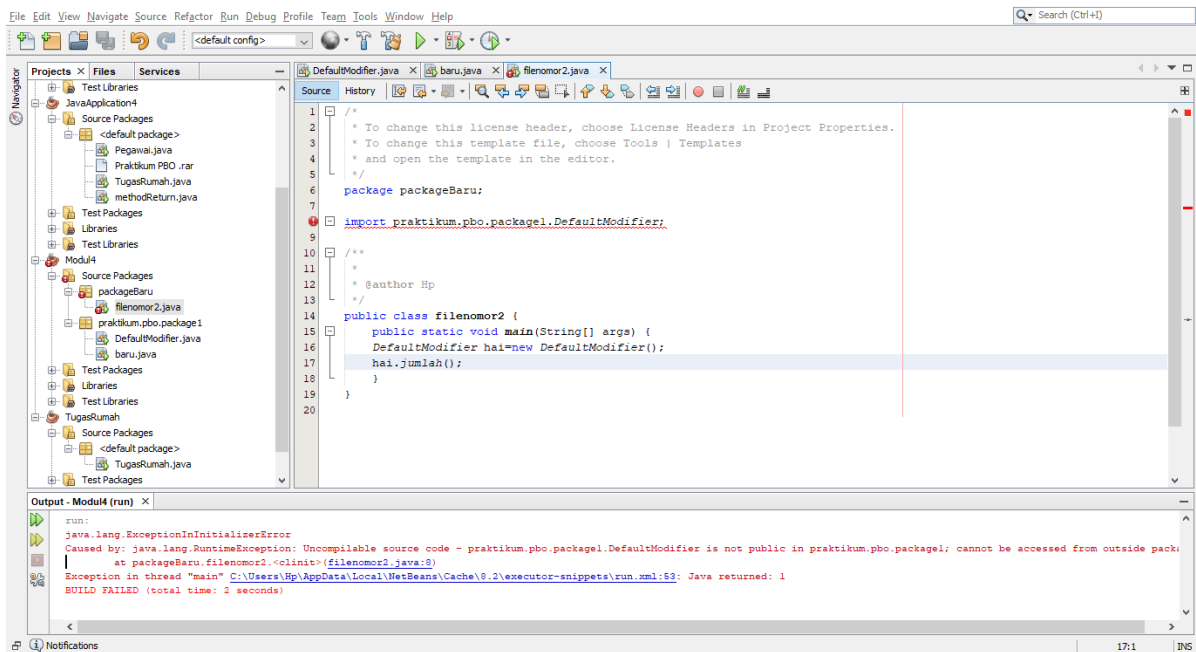 File Edit View Navigate Source Refactor Run Debug Profile Team Tools Window Help
Search (Ctrl+I)
<default config>
Navigator
Projects Files Services
Test Libraries
JavaApplication4
Source Packages
<default package>
Pegawai.java
Praktikum PBO .rar
TugasRumah.java
methodReturn.java
Test Packages
Libraries
Test Libraries
Modul4
Source Packages
packageBaru
filenomor2.java
praktikum.pbo.package1
DefaultModifier.java
baru.java
Test Packages
Libraries
Test Libraries
TugasRumah
Source Packages
<default package>
TugasRumah.java
Test Packages
DefaultModifier.java baru.java filenomor2.java
Source History
1 /*
2 * To change this license header, choose License Headers in Project Properties.
3 * To change this template file, choose Tools | Templates
4 * and open the template in the editor.
5 */
6 package packageBaru;
7
import praktikum.pbo.package1.DefaultModifier;
9
10 /**
11 *
12 * @author Hp
13 */
14 public class filenomor2 {
15 public static void main(String[] args) {
16 DefaultModifier hai=new DefaultModifier();
17 hai.jumlah();
18 }
19 }
20
Output - Modul4 (run)
run:
java.lang.ExceptionInInitializerError
Caused by: java.lang.RuntimeException: Uncompilable source code - praktikum.pbo.package1.DefaultModifier is not public in praktikum.pbo.package1; cannot be accessed from outside packa
at packageBaru.filenomor2.<clinit>(filenomor2.java:8)
Exception in thread "main" C:\Users\Hp\AppData\Local\NetBeans\Cache\8.2\executor-snippets\run.xml:53: Java returned: 1
BUILD FAILED (total time: 2 seconds)
Notifications
17:1 INS